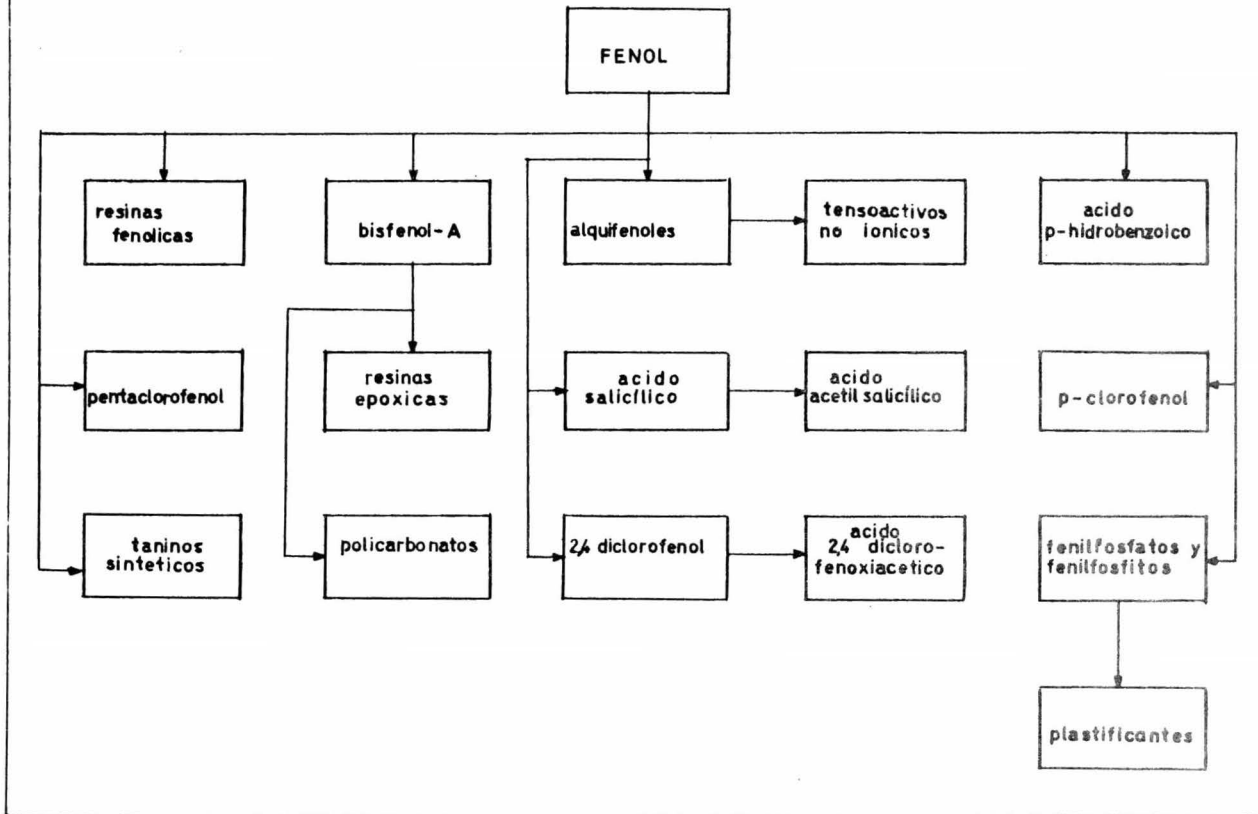 FENOL
resinas
fenolicas
bisfenol-A
alquifenoles
tensoactivos
no ionicos
acido
p-hidrobenzoico
pentaclorofenol
resinas
epoxicas
acido
salicílico
acido
acetil salicílico
p-clorofenol
taninos
sinteticos
policarbonatos
2,4 diclorofenol
acido
2,4 dicloro-
fenoxiacetico
fenilfosfatos y
fenilfosfitos
plastificantes